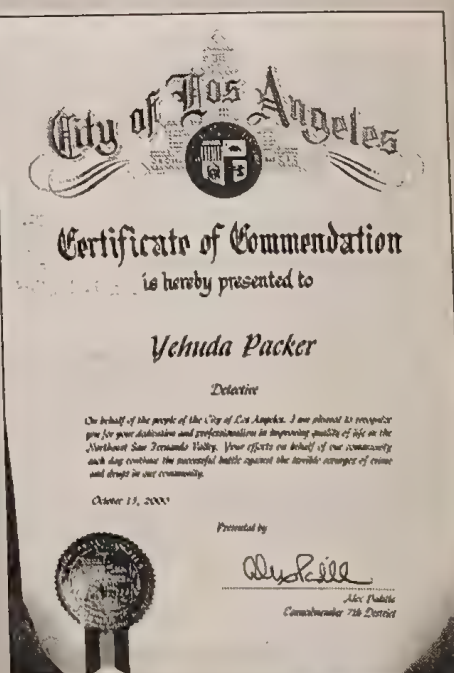 City of Los Angeles
Certificate of Commendation
is hereby presented to
Yehuda Packer
Detective
On behalf of the people of the City of Los Angeles, I am pleased to recognize
you for your dedication and professionalism in improving quality of life in the
Northeast San Fernando Valley. Your efforts on behalf of our community
each day continue the successful battle against the terrible scourges of crime
and drugs in our community.
October 15, 2000
Presented by
Alex Padilla
Councilmember 7th District